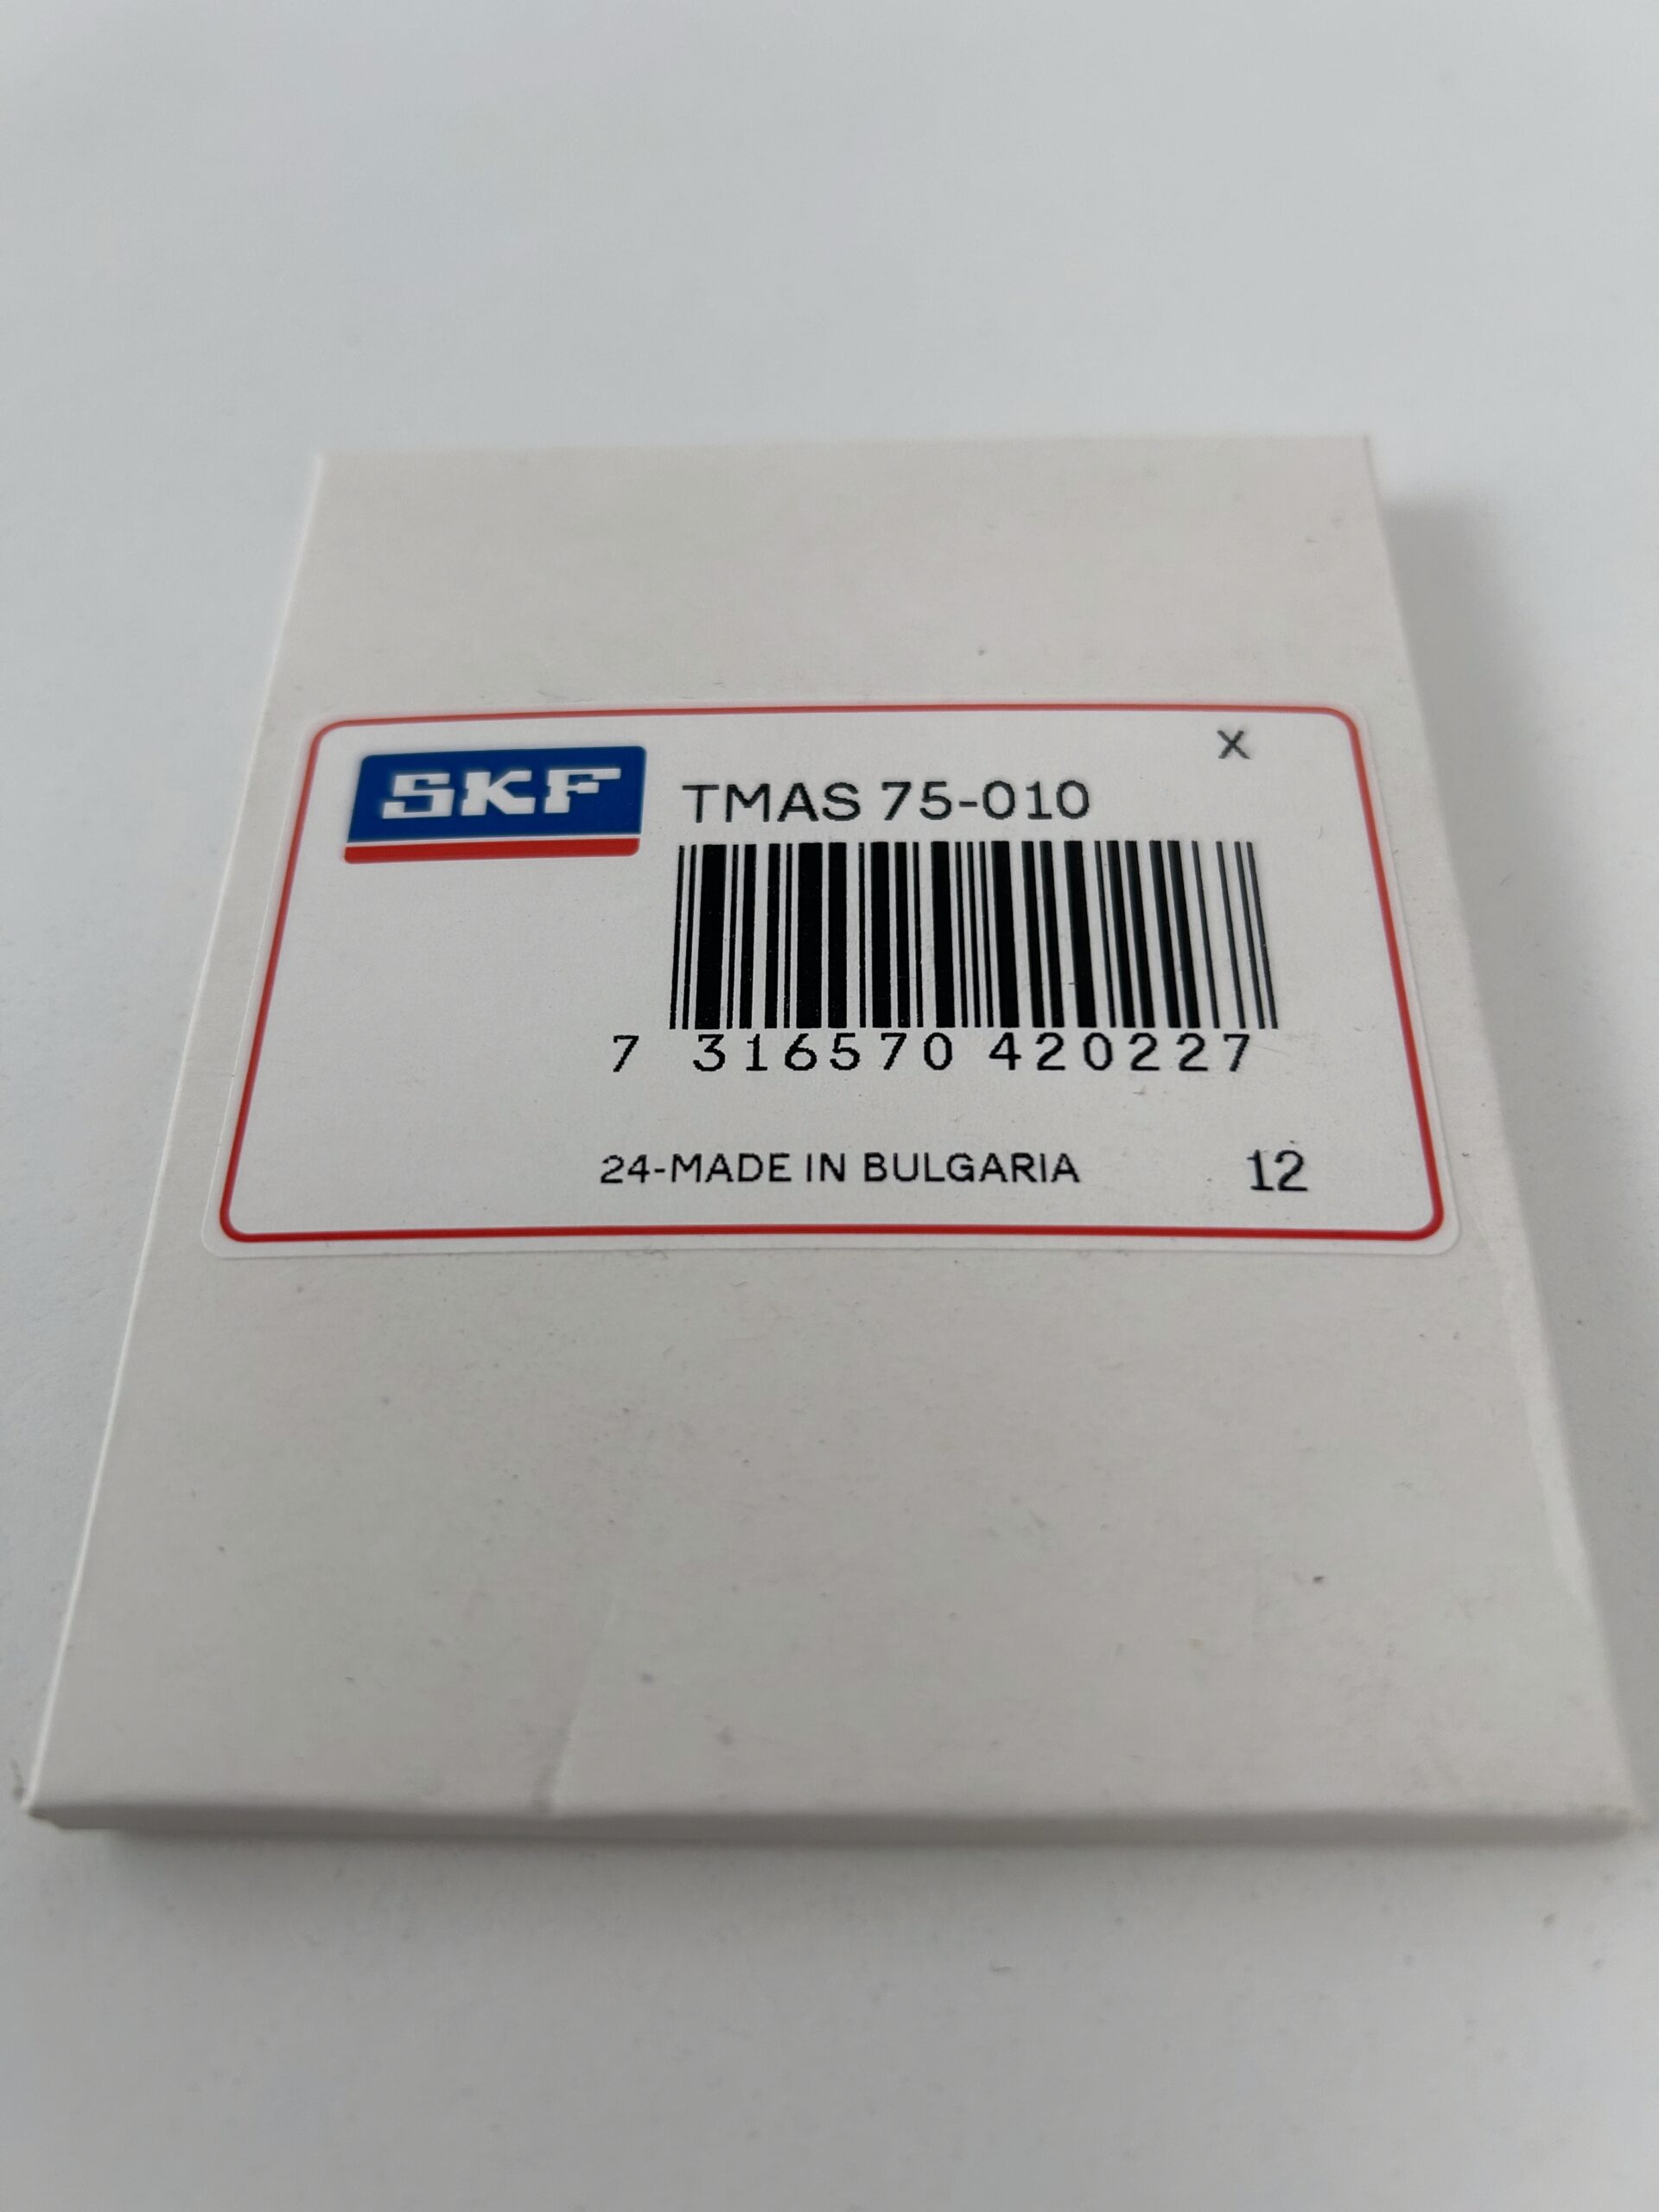 X
SKF TMAS 75-010
7 316570 420227
24-MADE IN BULGARIA 12